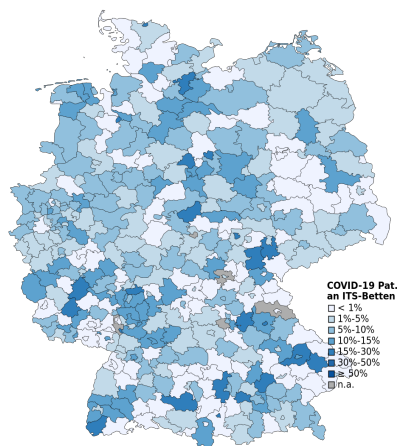 COVID-19 Pat.
an ITS-Betten
< 1%
1%-5%
5%-10%
10%-15%
15%-30%
30%-50%
≥ 50%
n.a.